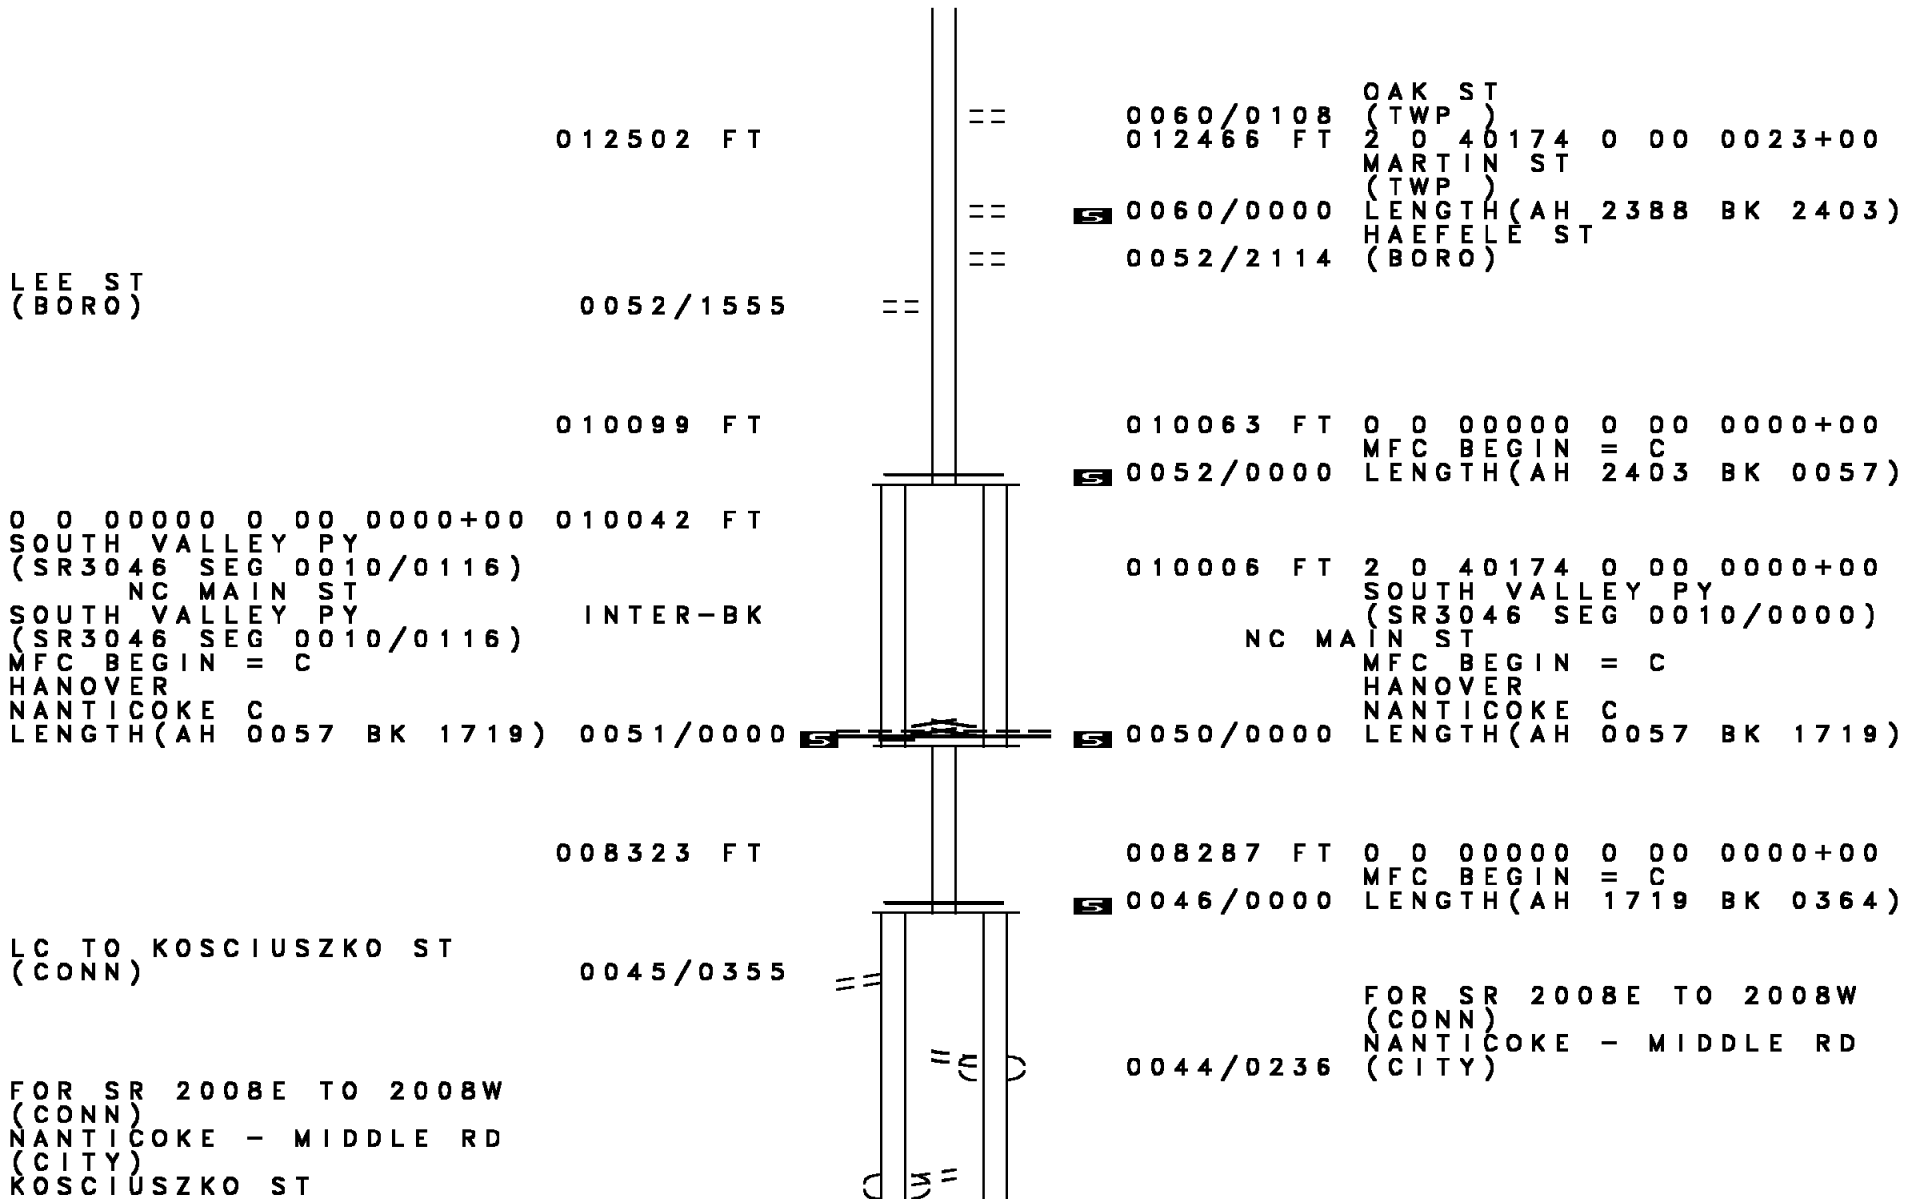 OAK ST
0060/0108 (TWP )
012502 FT 012466 FT 2 0 40174 0 00 0023+00
MARTIN ST
(TWP )
S 0060/0000 LENGTH(AH 2388 BK 2403)
HAEFELE ST
0052/2114 (BORO)
LEE ST
(BORO) 0052/1555
010099 FT 010063 FT 0 0 00000 0 00 0000+00
MFC BEGIN = C
S 0052/0000 LENGTH(AH 2403 BK 0057)
0 0 00000 0 00 0000+00 010042 FT
SOUTH VALLEY PY
(SR3046 SEG 0010/0116) 010006 FT 2 0 40174 0 00 0000+00
NC MAIN ST SOUTH VALLEY PY
SOUTH VALLEY PY INTER-BK (SR3046 SEG 0010/0000)
(SR3046 SEG 0010/0116) NC MAIN ST
MFC BEGIN = C MFC BEGIN = C
HANOVER HANOVER
NANTICOKE C NANTICOKE C
LENGTH(AH 0057 BK 1719) 0051/0000 S S 0050/0000 LENGTH(AH 0057 BK 1719)
008323 FT 008287 FT 0 0 00000 0 00 0000+00
MFC BEGIN = C
S 0046/0000 LENGTH(AH 1719 BK 0364)
LC TO KOSCIUSZKO ST
(CONN) 0045/0355
FOR SR 2008E TO 2008W
(CONN)
NANTICOKE - MIDDLE RD
0044/0236 (CITY)
FOR SR 2008E TO 2008W
(CONN)
NANTICOKE - MIDDLE RD
(CITY)
KOSCIUSZKO ST